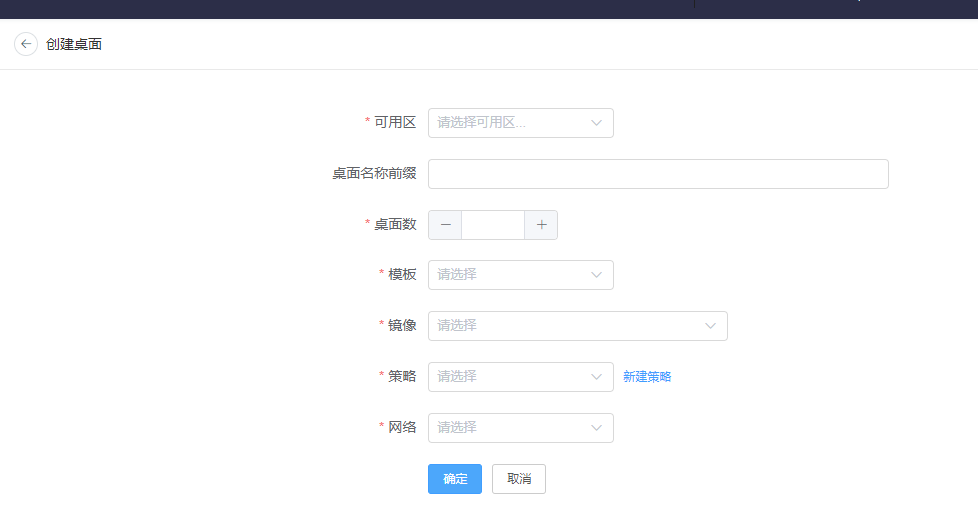 创建桌面
* 可用区 请选择可用区...
桌面名称前缀
* 桌面数
* 模板 请选择
* 镜像 请选择
* 策略 请选择 新建策略
* 网络 请选择
确定 取消